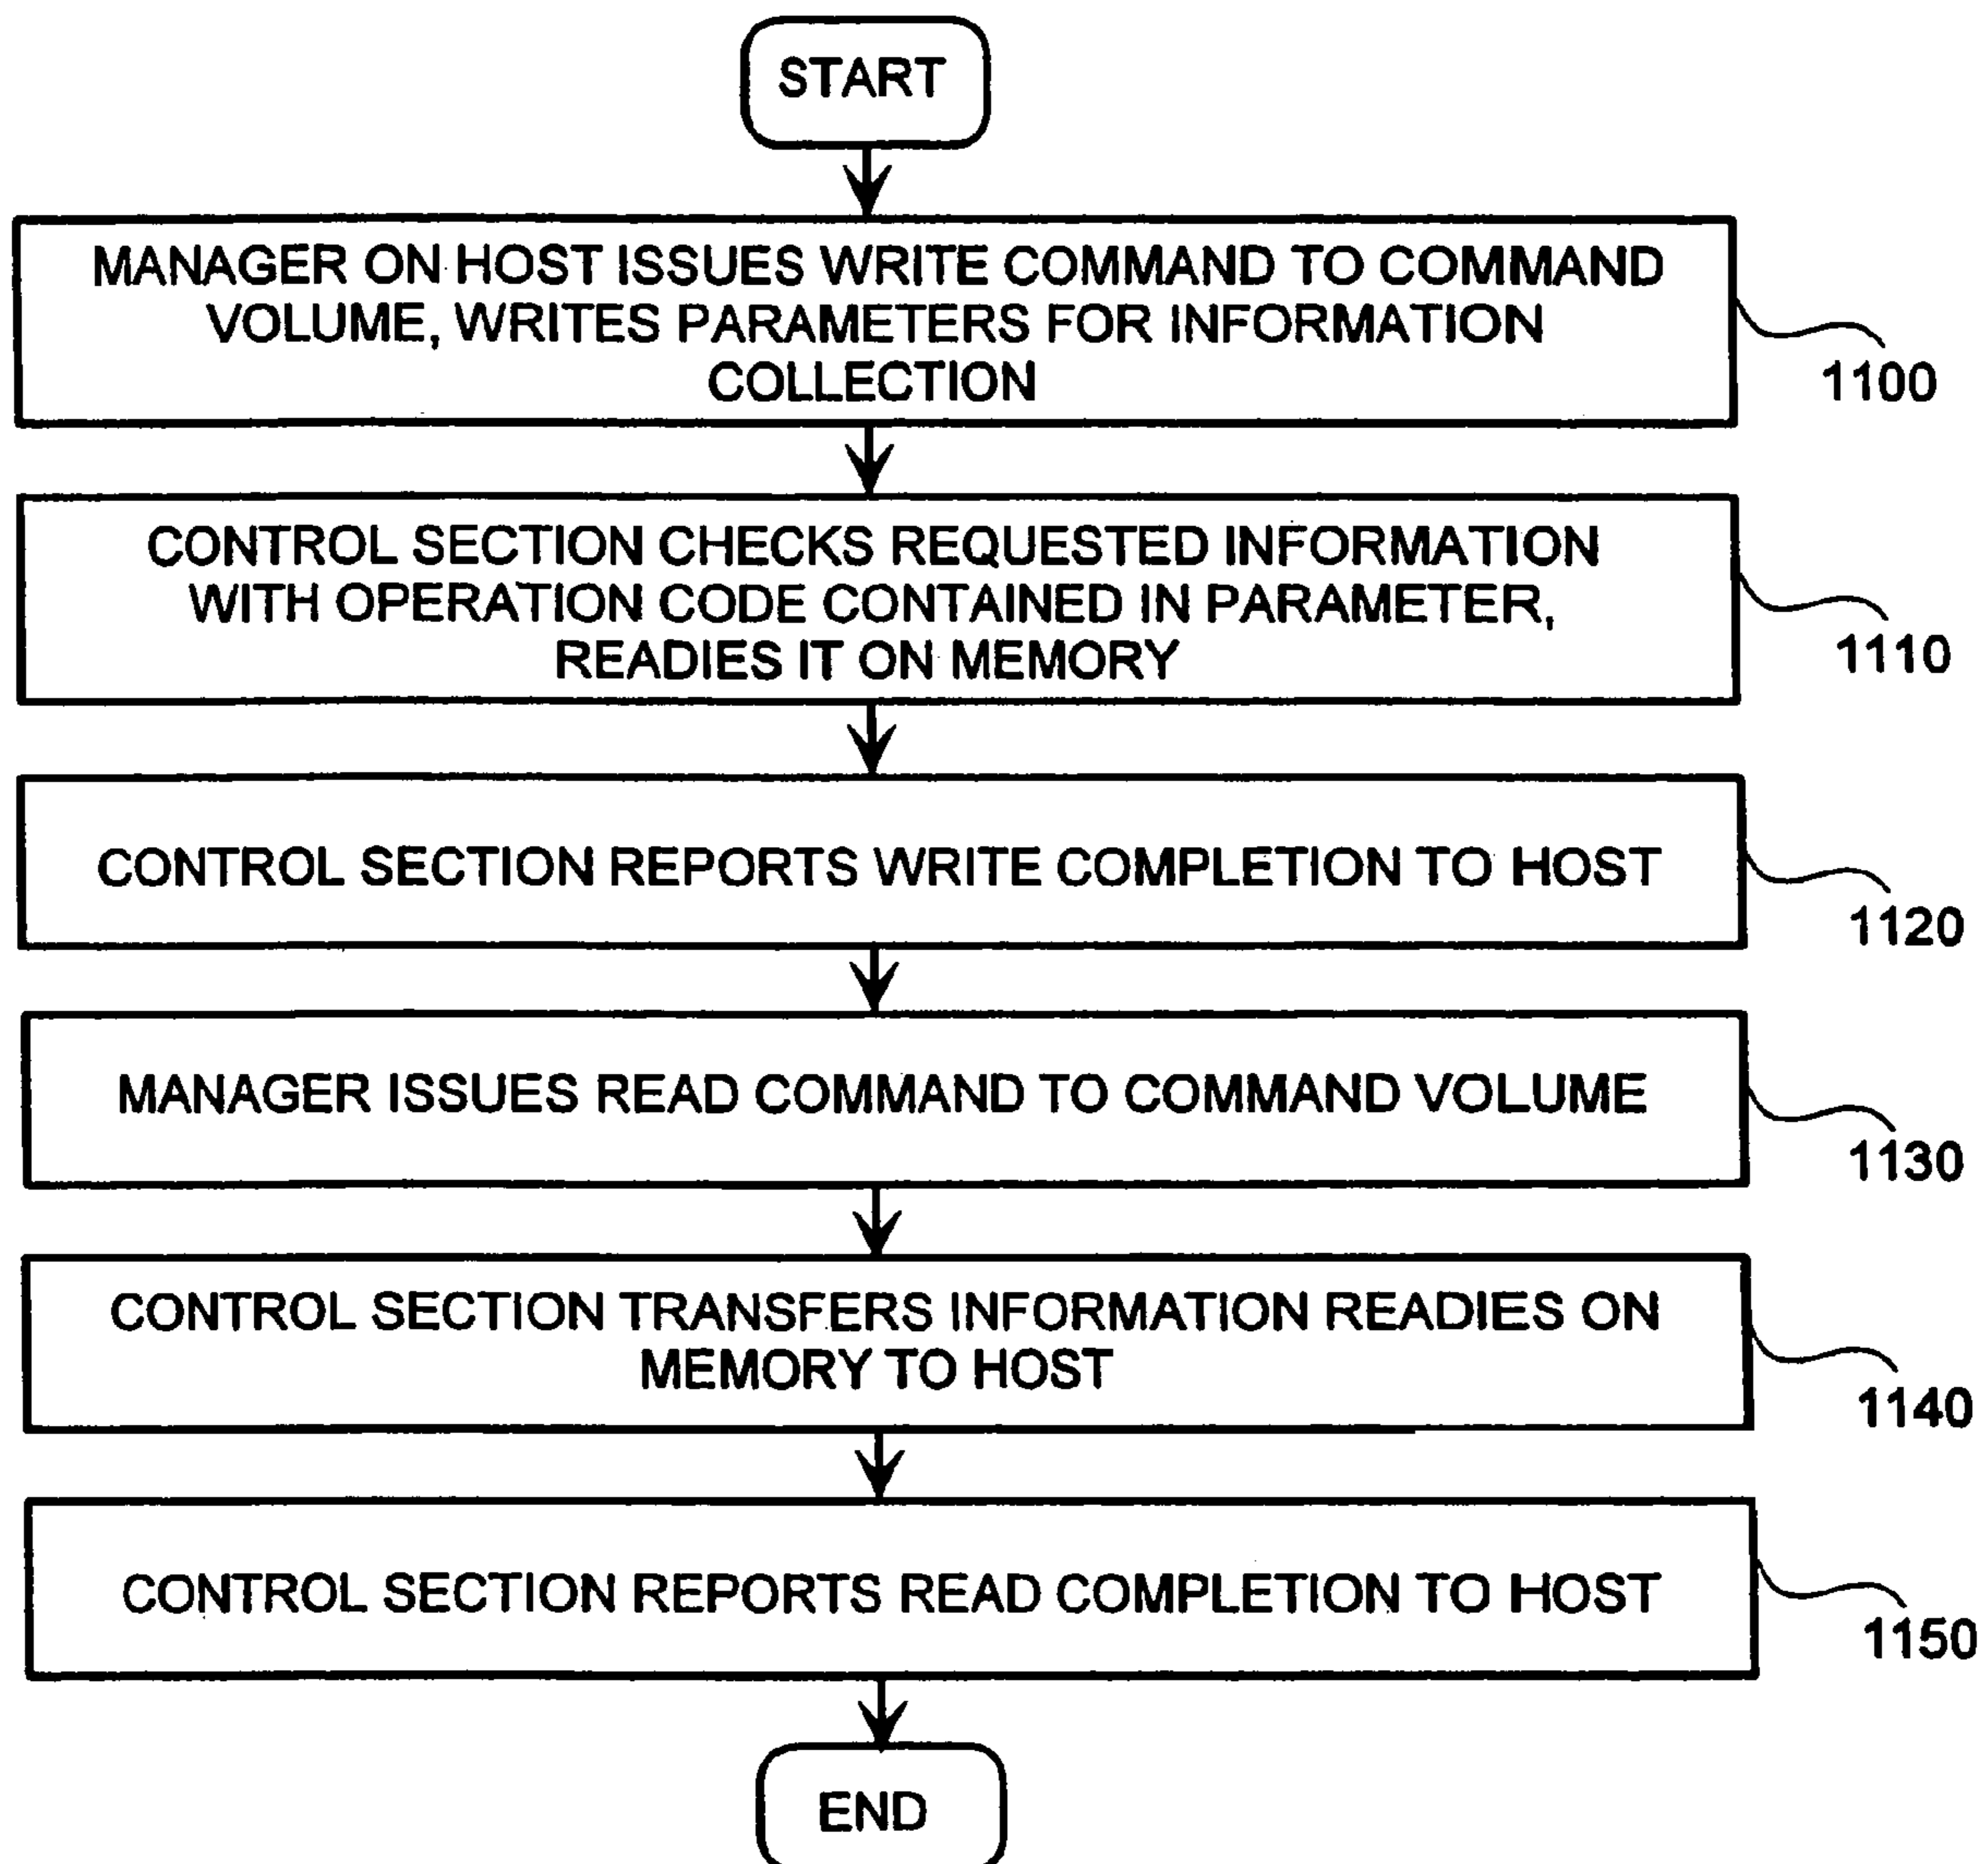 START
MANAGER ON HOST ISSUES WRITE COMMAND TO COMMAND
VOLUME, WRITES PARAMETERS FOR INFORMATION
COLLECTION
1100
CONTROL SECTION CHECKS REQUESTED INFORMATION
WITH OPERATION CODE CONTAINED IN PARAMETER,
READIES IT ON MEMORY
1110
CONTROL SECTION REPORTS WRITE COMPLETION TO HOST
1120
MANAGER ISSUES READ COMMAND TO COMMAND VOLUME
1130
CONTROL SECTION TRANSFERS INFORMATION READIES ON
MEMORY TO HOST
1140
CONTROL SECTION REPORTS READ COMPLETION TO HOST
1150
END